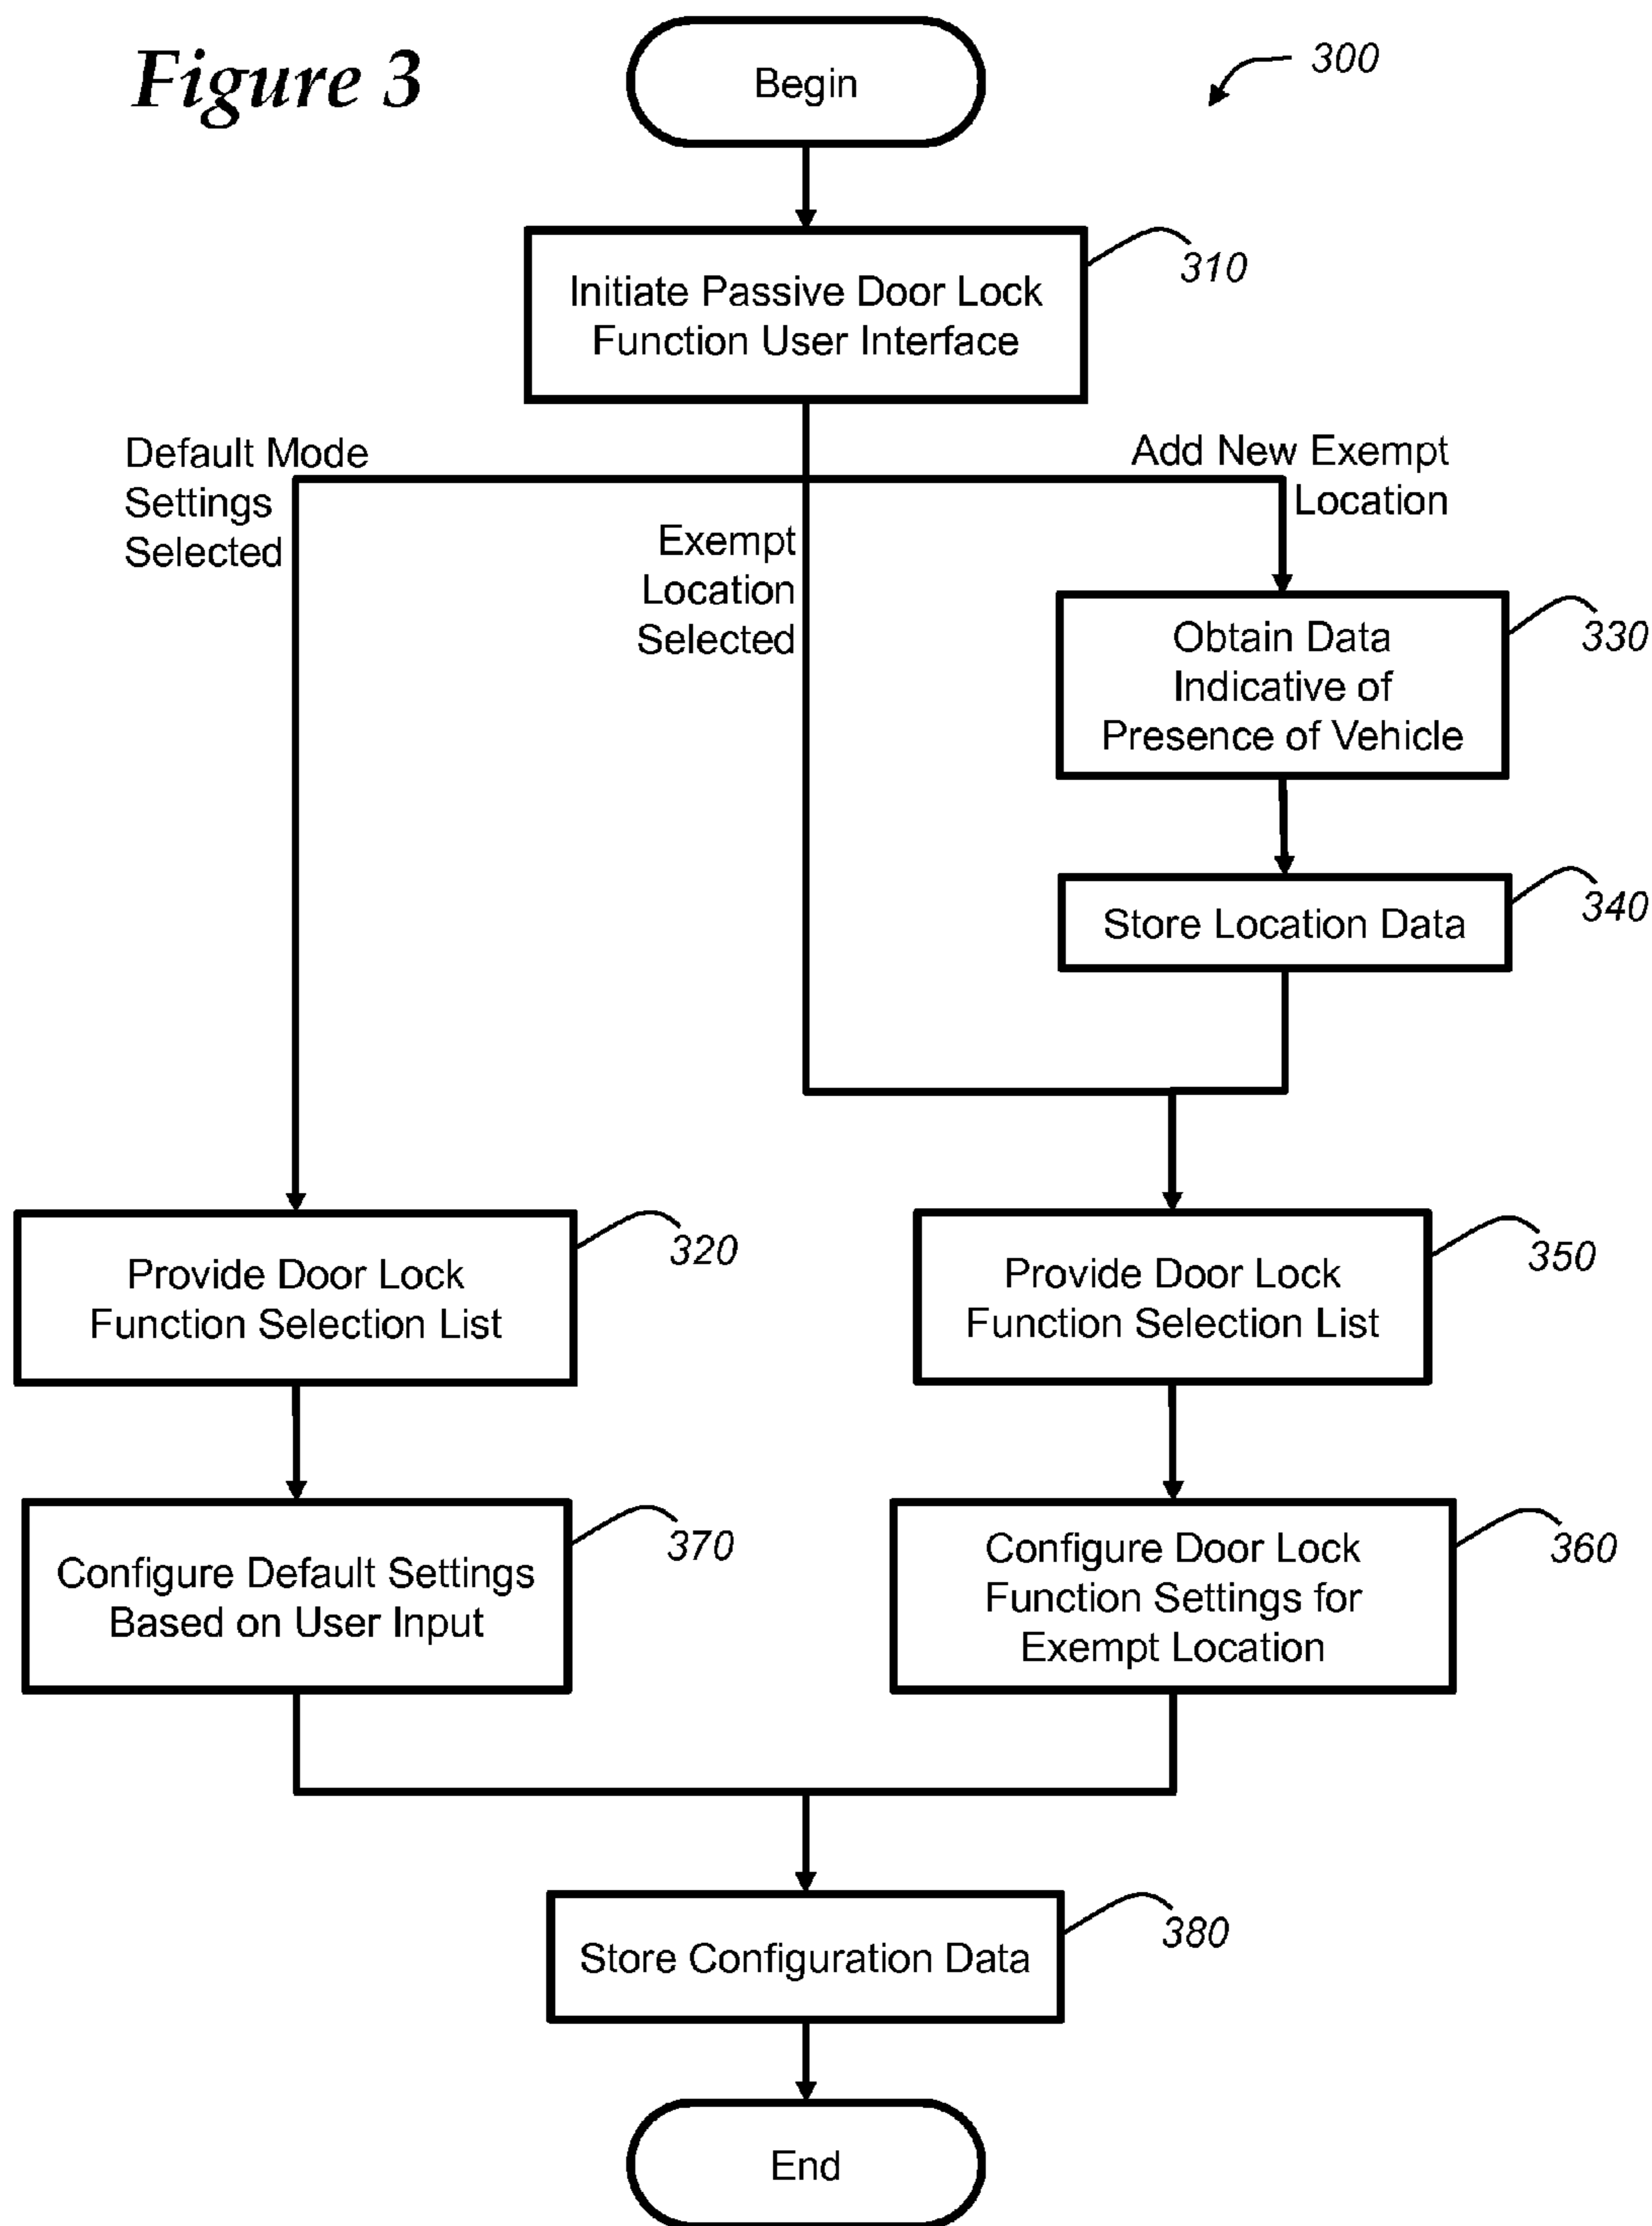 Figure 3
Begin
300
Initiate Passive Door Lock
Function User Interface
310
Default Mode
Settings
Selected
Exempt
Location
Selected
Add New Exempt
Location
Obtain Data
Indicative of
Presence of Vehicle
330
Store Location Data
340
Provide Door Lock
Function Selection List
320
Provide Door Lock
Function Selection List
350
Configure Default Settings
Based on User Input
370
Configure Door Lock
Function Settings for
Exempt Location
360
Store Configuration Data
380
End